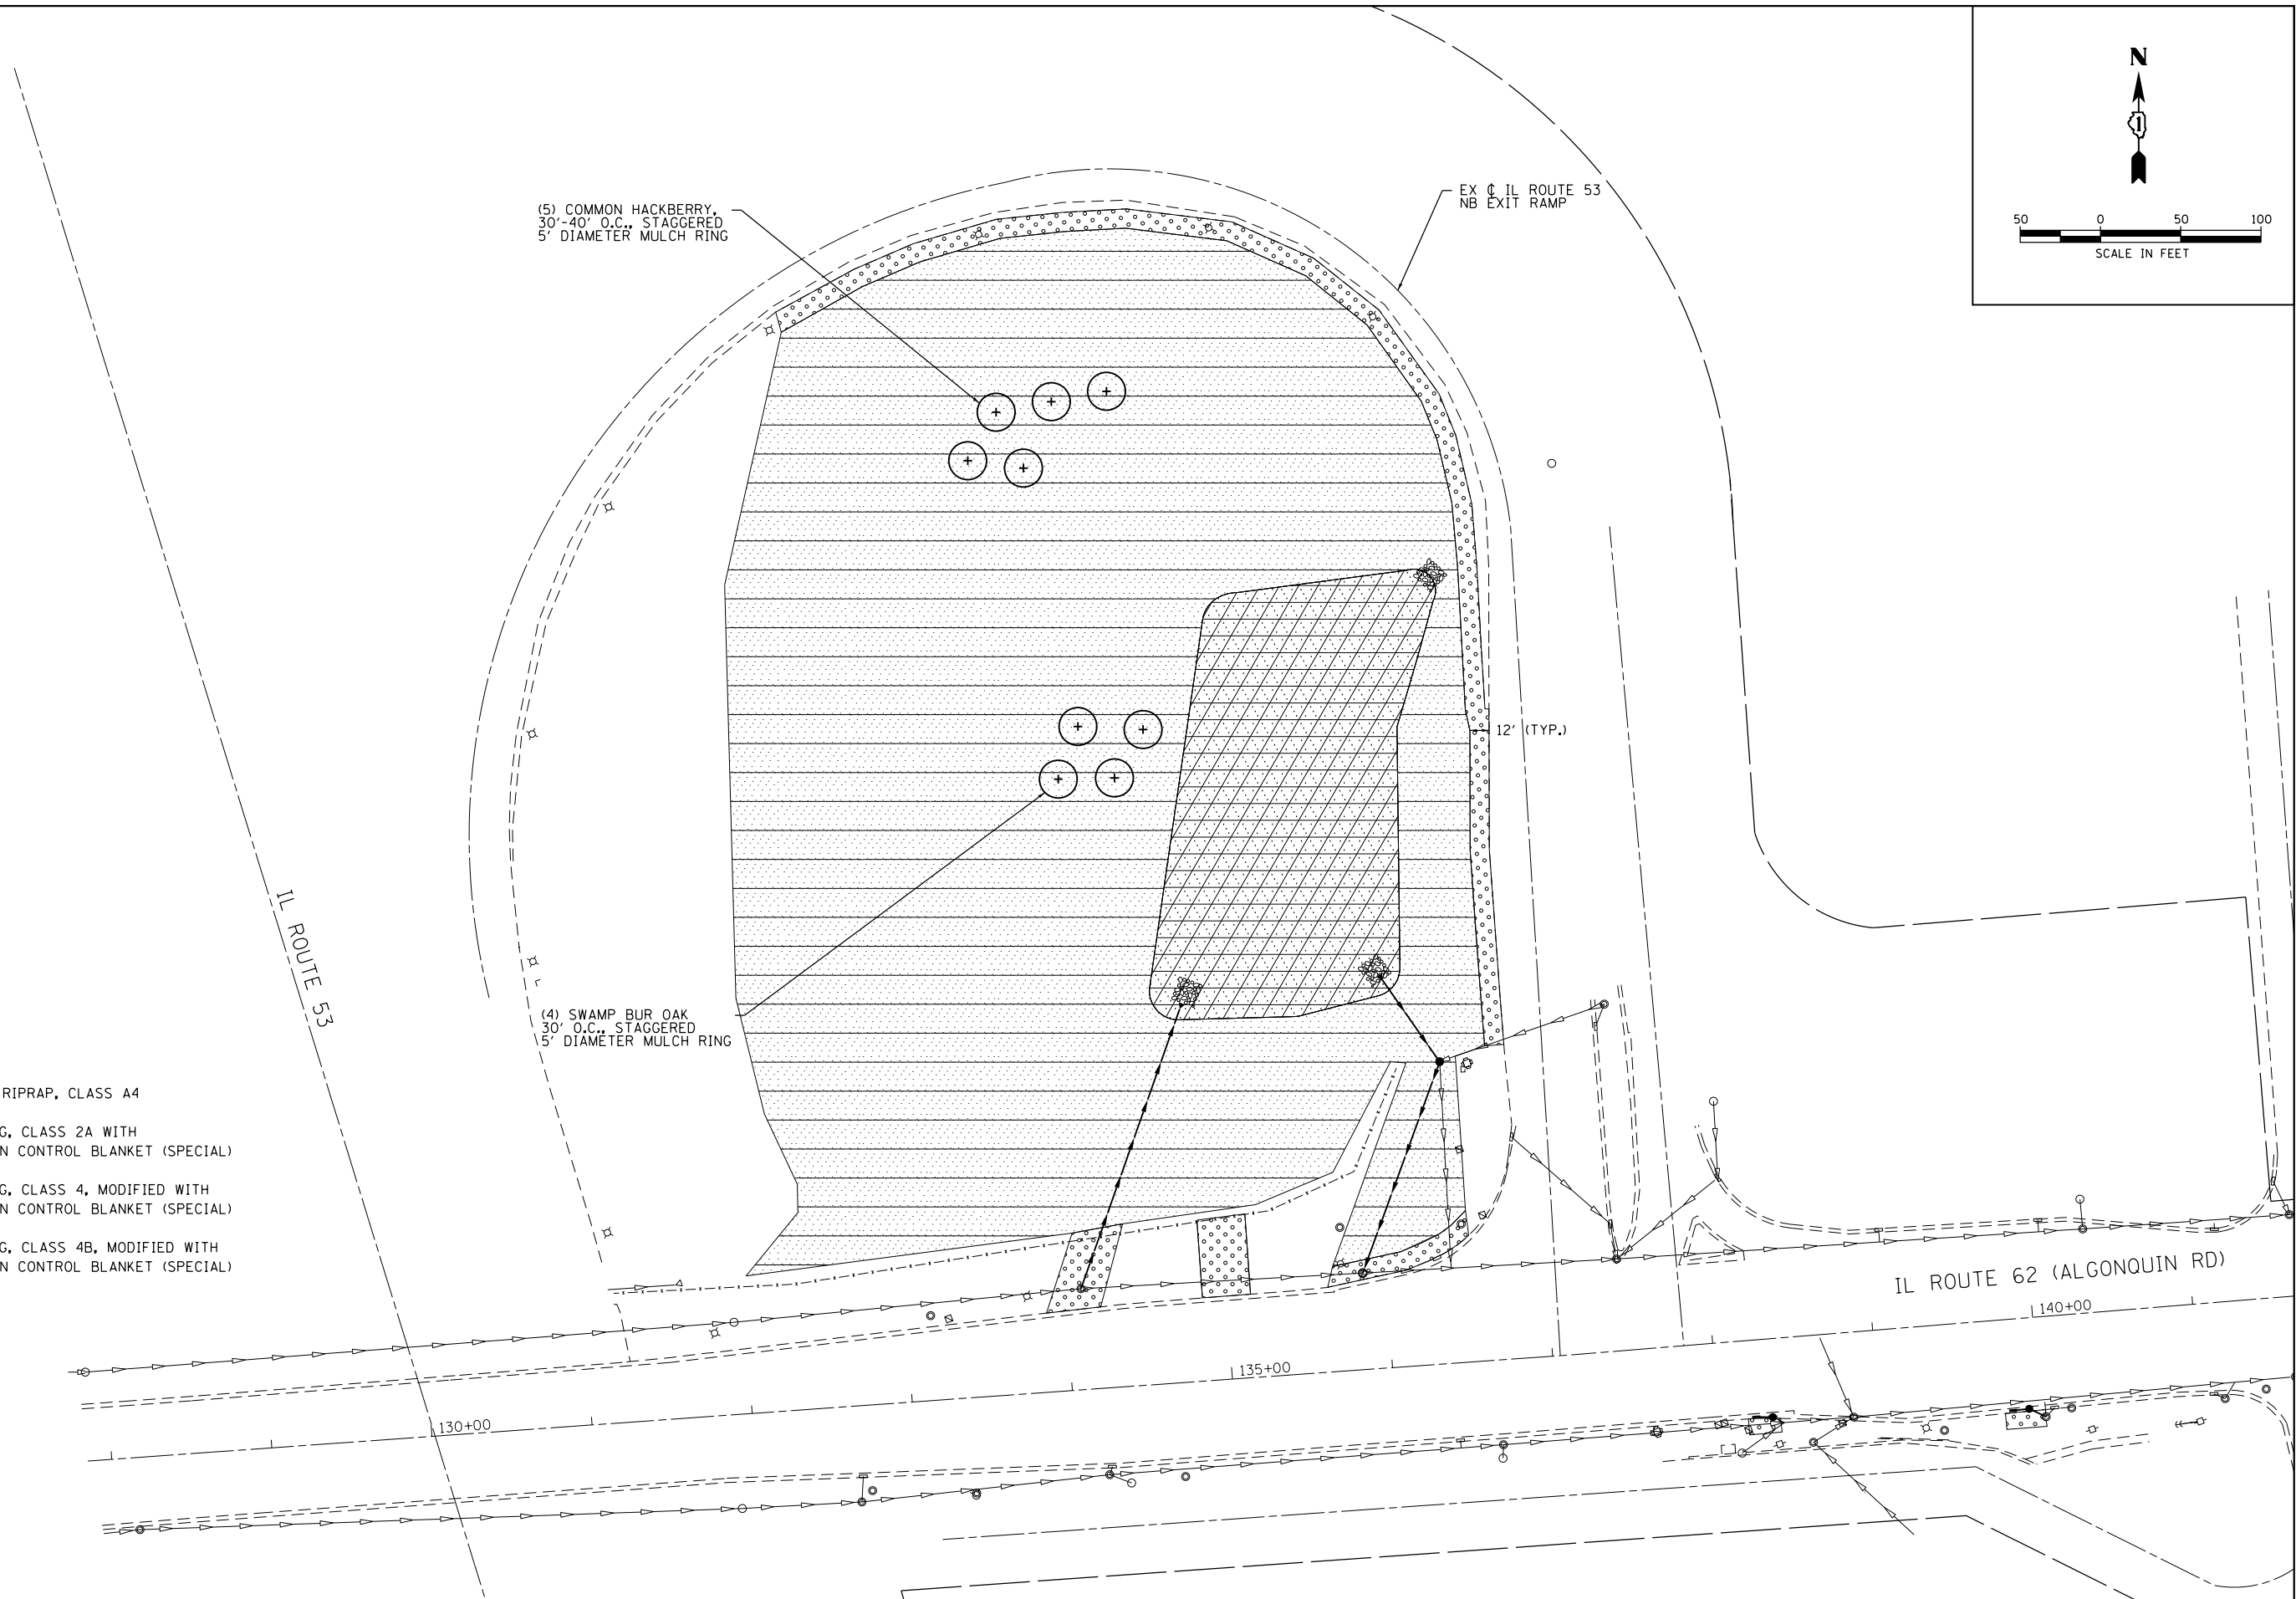 N
50 0 50 100
SCALE IN FEET
EX ℄ IL ROUTE 53
NB EXIT RAMP
(5) COMMON HACKBERRY,
30'-40' O.C., STAGGERED
5' DIAMETER MULCH RING
12' (TYP.)
IL ROUTE 53
(4) SWAMP BUR OAK
30' O.C., STAGGERED
5' DIAMETER MULCH RING
RIPRAP, CLASS A4
G, CLASS 2A WITH
N CONTROL BLANKET (SPECIAL)
G, CLASS 4, MODIFIED WITH
N CONTROL BLANKET (SPECIAL)
G, CLASS 4B, MODIFIED WITH
N CONTROL BLANKET (SPECIAL)
IL ROUTE 62 (ALGONQUIN RD)
140+00
135+00
130+00